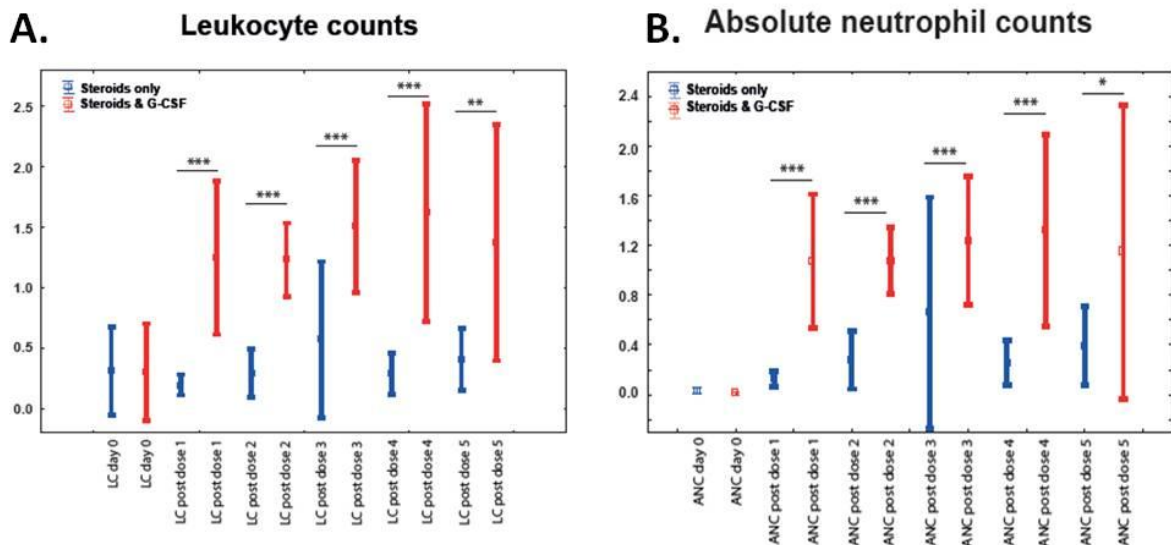 A.
Leukocyte counts
Steroids only
Steroids & G-CSF
2.5
2.0
1.5
1.0
0.5
0.0
***
***
***
***
**
LC day 0
LC day 0
LC post dose 1
LC post dose 1
LC post dose 2
LC post dose 2
LC post dose 3
LC post dose 3
LC post dose 4
LC post dose 4
LC post dose 5
LC post dose 5
B.
Absolute neutrophil counts
Steroids only
Steroids & G-CSF
2.4
2.0
1.6
1.2
0.8
0.4
0.0
***
***
***
***
*
ANC day 0
ANC day 0
ANC post dose 1
ANC post dose 1
ANC post dose 2
ANC post dose 2
ANC post dose 3
ANC post dose 3
ANC post dose 4
ANC post dose 4
ANC post dose 5
ANC post dose 5